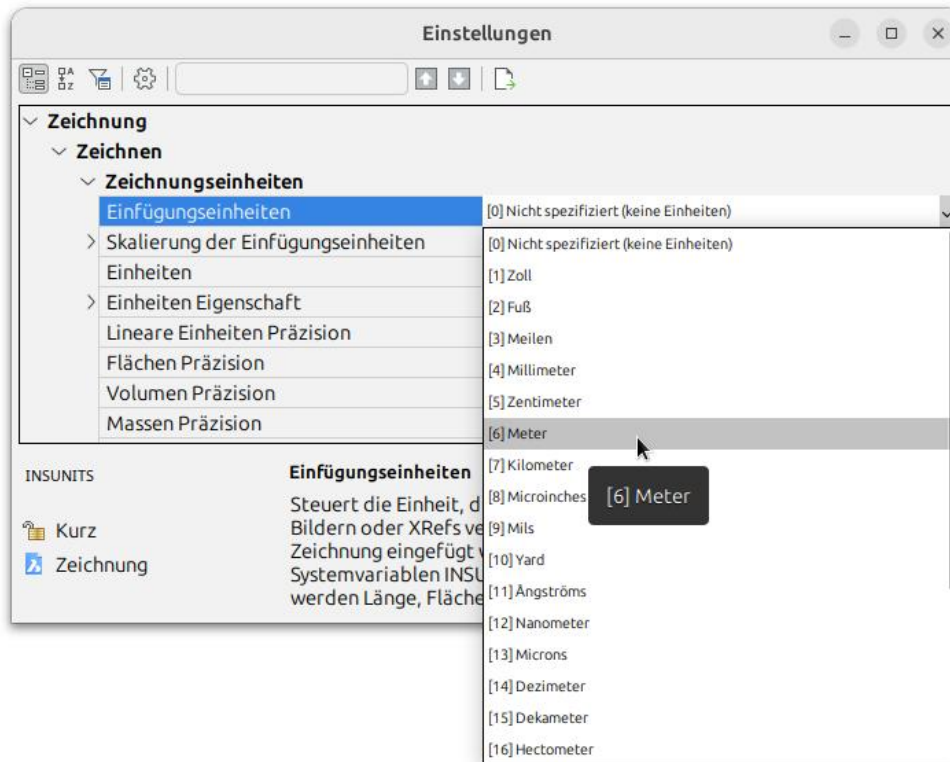 Einstellungen
Zeichnung
Zeichnen
Zeichnungseinheiten
Einfügungseinheiten
[0] Nicht spezifiziert (keine Einheiten)
Skalierung der Einfügungseinheiten
Einheiten
Einheiten Eigenschaft
Lineare Einheiten Präzision
Flächen Präzision
Volumen Präzision
Massen Präzision
[0] Nicht spezifiziert (keine Einheiten)
[1] Zoll
[2] Fuß
[3] Meilen
[4] Millimeter
[5] Zentimeter
[6] Meter
[7] Kilometer
[8] Microinches
[9] Mils
[10] Yard
[11] Ångströms
[12] Nanometer
[13] Microns
[14] Dezimeter
[15] Dekameter
[16] Hectometer
[6] Meter
INSUNITS
Kurz
Zeichnung
Einfügungseinheiten
Steuert die Einheit, d
Bildern oder XRefs ve
Zeichnung eingefügt
Systemvariablen INSU
werden Länge, Fläche